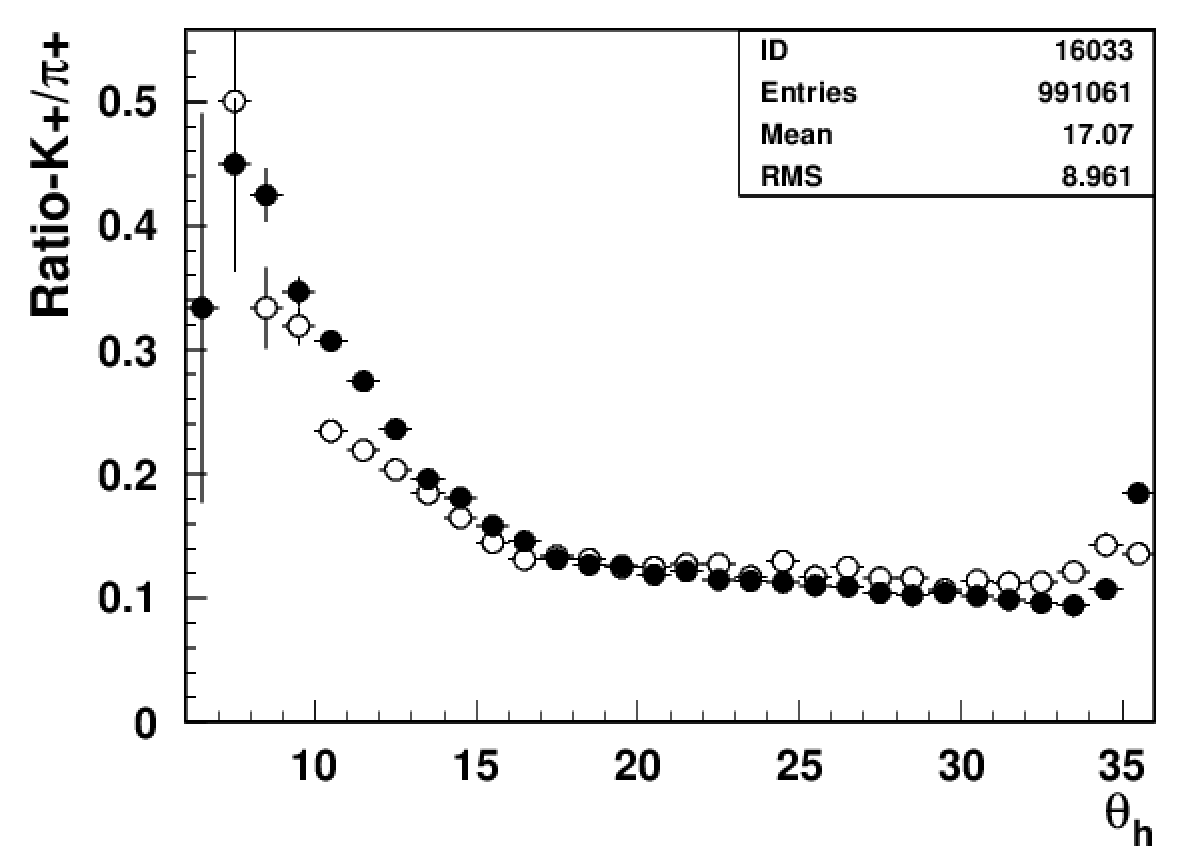 Ratio-K+/π+
ID 16033
Entries 991061
Mean 17.07
RMS 8.961
0.5
0.4
0.3
0.2
0.1
0
10 15 20 25 30 35
θh